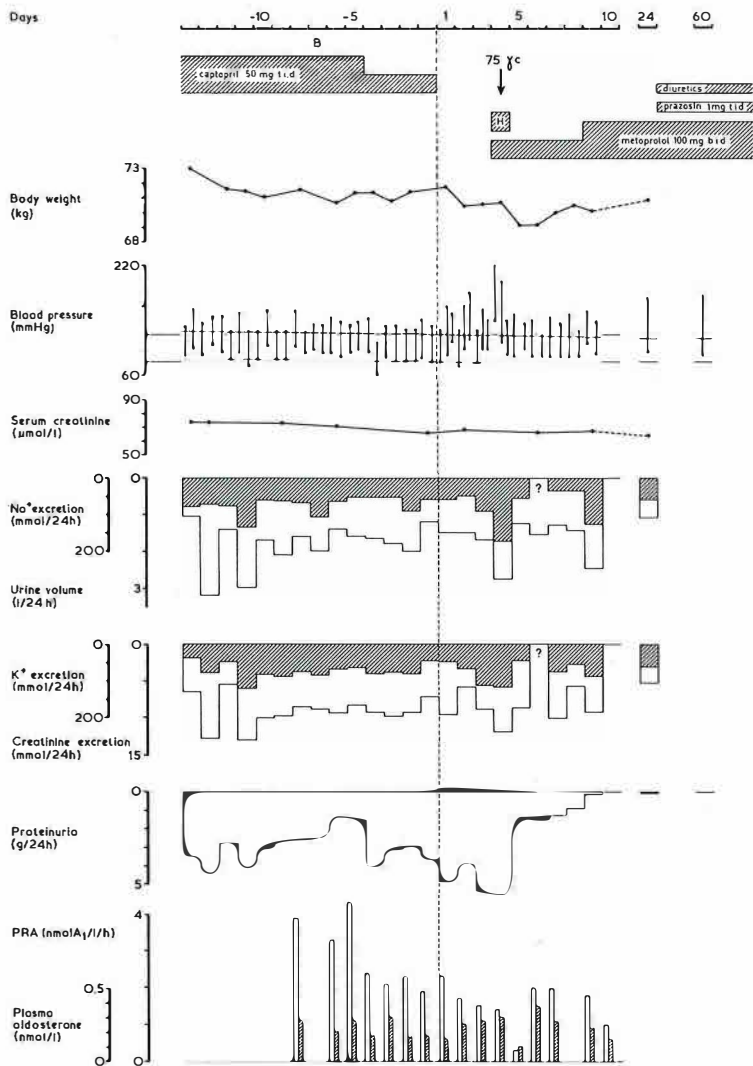 Days -10 -5 1 5 10 24 60
B
captopril 50 mg t.i.d
75 γc
H
diuretics
prazosin 1mg t.i.d
metoprolol 100 mg b.i.d
73
Body weight
(kg)
68
220
Blood pressure
(mmHg)
60
90
Serum creatinine
(µmol/l)
50
0 0
Na⁺excretion
(mmol/24h)
?
200
Urine volume
(l/24h)
3
0 0
K⁺ excretion
(mmol/24h)
?
200
Creatinine excretion
(mmol/24h)
15
0
Proteinuria
(g/24h)
5
4
PRA (nmolA₁/l/h)
0,5
Plasma
aldosterone
(nmol/l)
0 0